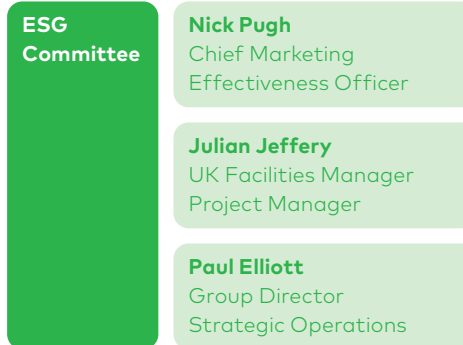 ESG
Committee
Nick Pugh
Chief Marketing
Effectiveness Officer
Julian Jeffery
UK Facilities Manager
Project Manager
Paul Elliott
Group Director
Strategic Operations